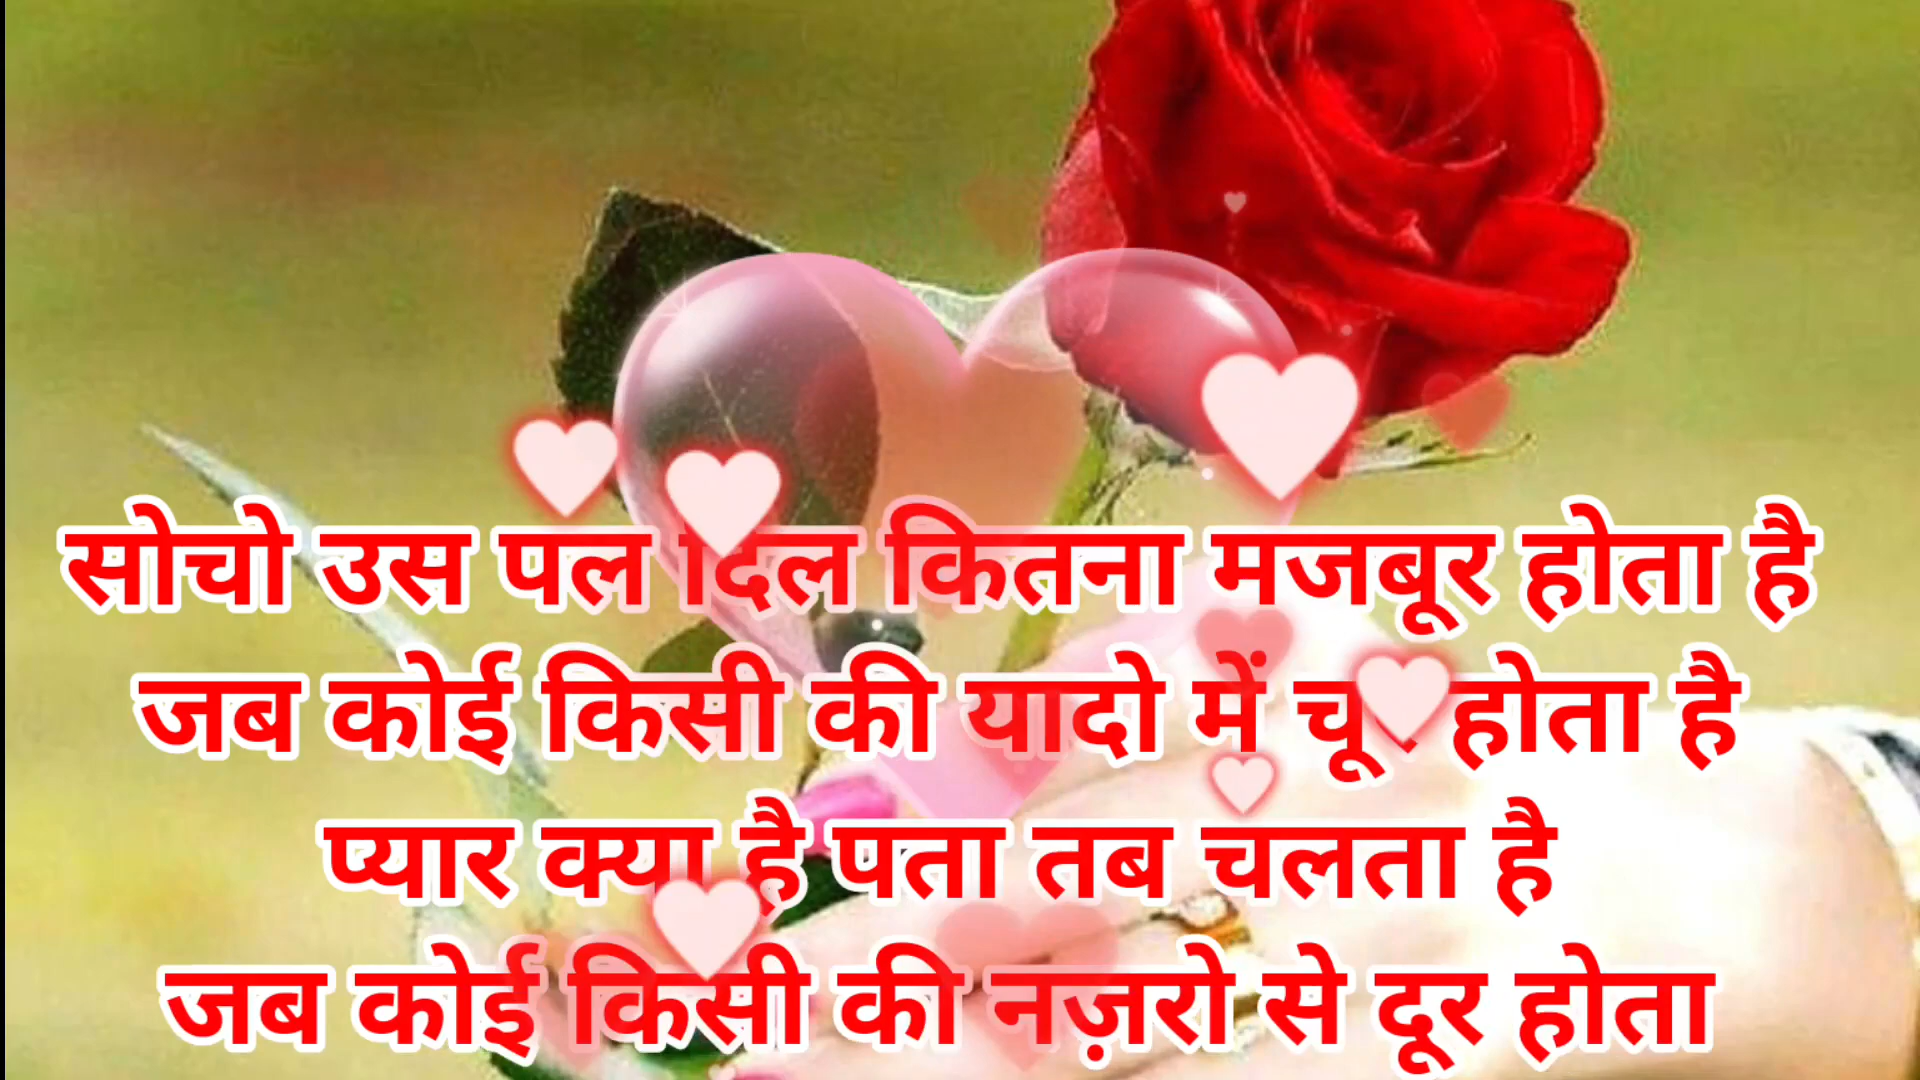 सोचो उस पल दिल कितना मजबूर होता है
जब कोई किसी की यादो में चूर होता है
प्यार क्या है पता तब चलता है
जब कोई किसी की नज़रो से दूर होता